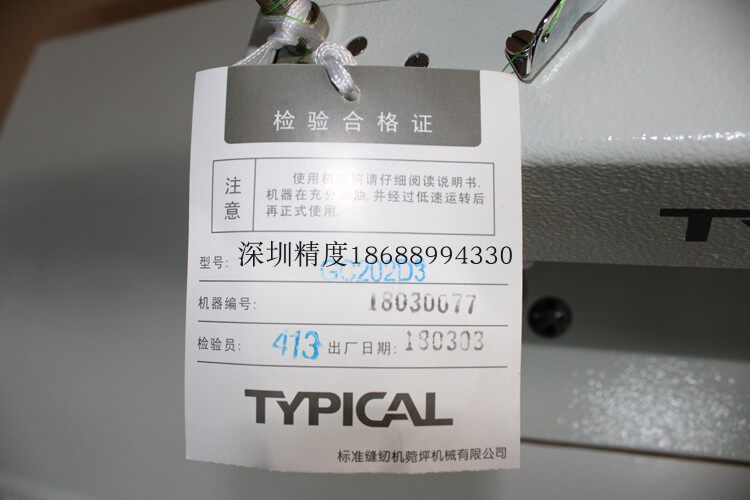 检验合格证
注意
使用机器前请仔细阅读说明书.
机器在充分加油,并经过低速运转后
再正式使用.
深圳精度18688994330
型号: GC202D3
机器编号: 18030077
检验员: 413 出厂日期: 180303
TYPICAL
标准缝纫机菀坪机械有限公司
TY